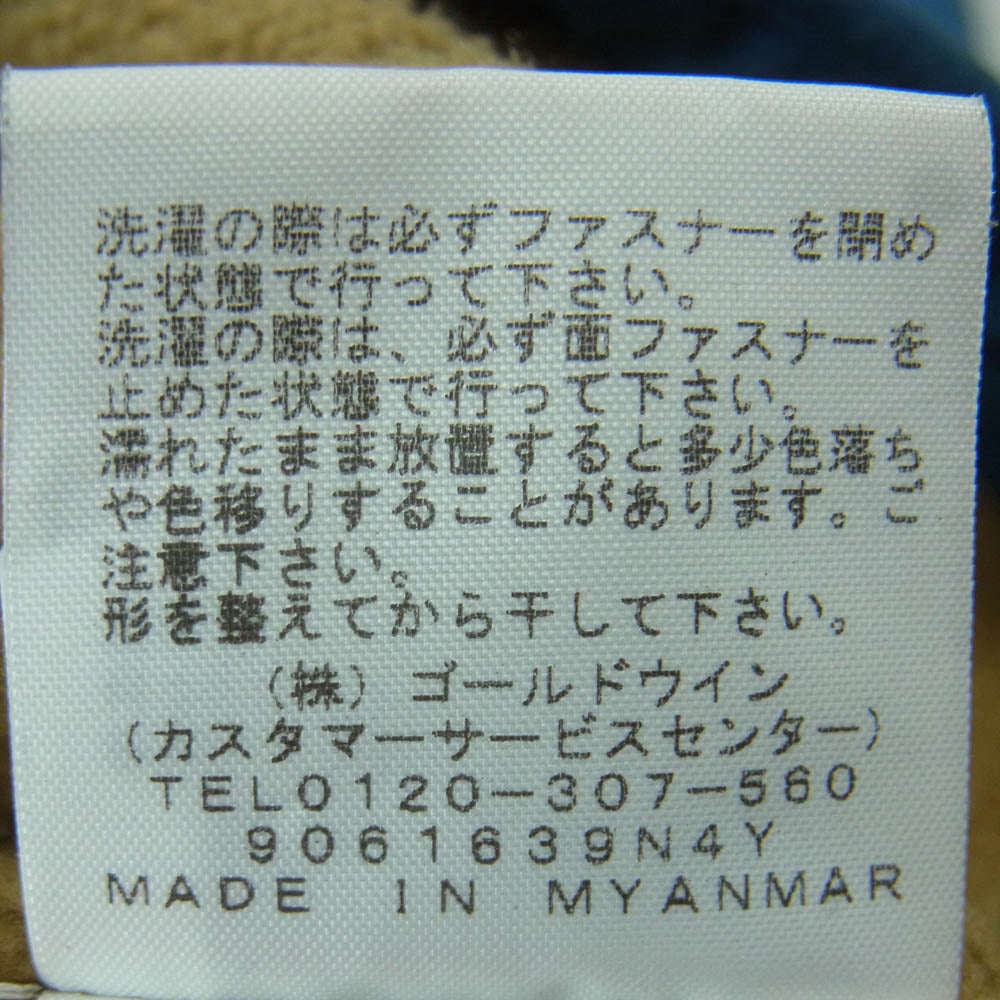 洗濯の際は必ずファスナーを閉め
た状態で行って下さい。
洗濯の際は、必ず面ファスナーを
止めた状態で行って下さい。
濡れたまま放置すると多少色落ち
や色移りすることがあります。ご
注意下さい。
形を整えてから干して下さい。
(株) ゴールドウイン
(カスタマーサービスセンター)
TEL0120-307-560
9061639N4Y
MADE IN MYANMAR